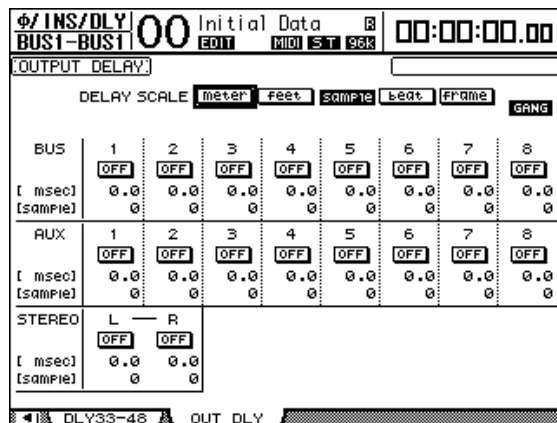 Φ/INS/DLY 00 Initial Data R 00:00:00.00
BUS1-BUS1 EDIT MIDI ST 96K
OUTPUT DELAY
DELAY SCALE meter feet sample beat frame
GANG
BUS 1 2 3 4 5 6 7 8
OFF OFF OFF OFF OFF OFF OFF OFF
[ msec] 0.0 0.0 0.0 0.0 0.0 0.0 0.0 0.0
[sample] 0 0 0 0 0 0 0 0
AUX 1 2 3 4 5 6 7 8
OFF OFF OFF OFF OFF OFF OFF OFF
[ msec] 0.0 0.0 0.0 0.0 0.0 0.0 0.0 0.0
[sample] 0 0 0 0 0 0 0 0
STEREO L — R
OFF OFF
[ msec] 0.0 0.0
[sample] 0 0
DLY33-48 OUT DLY